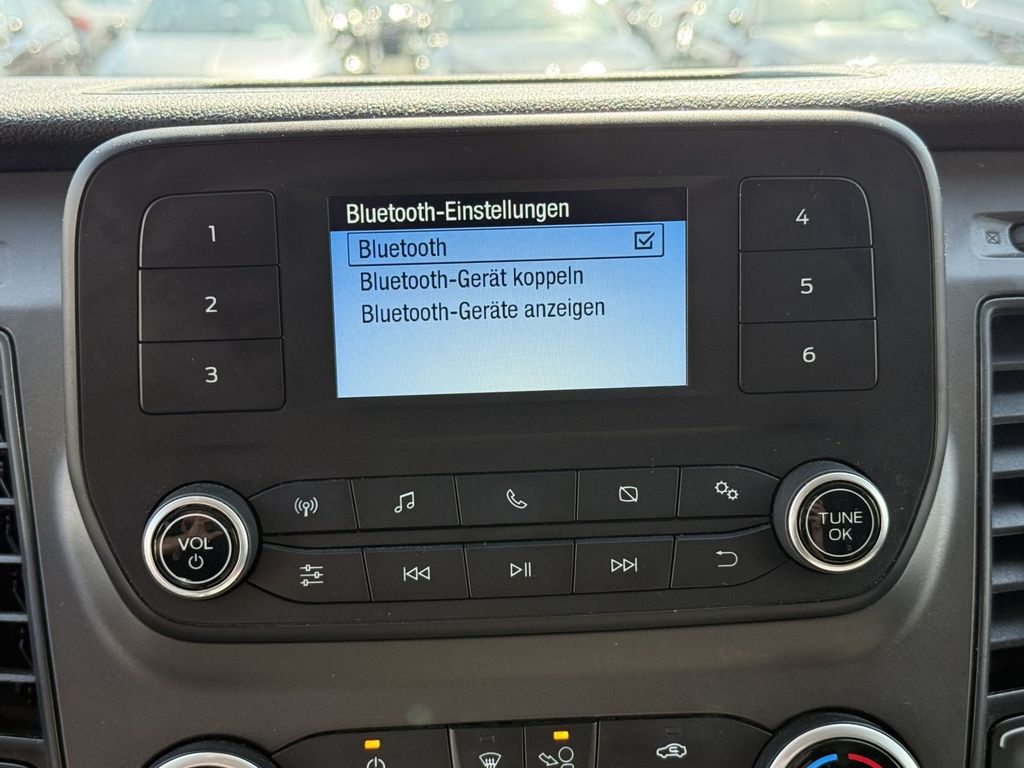 Bluetooth-Einstellungen
Bluetooth
Bluetooth-Gerät koppeln
Bluetooth-Geräte anzeigen
1
2
3
4
5
6
VOL
TUNE
OK